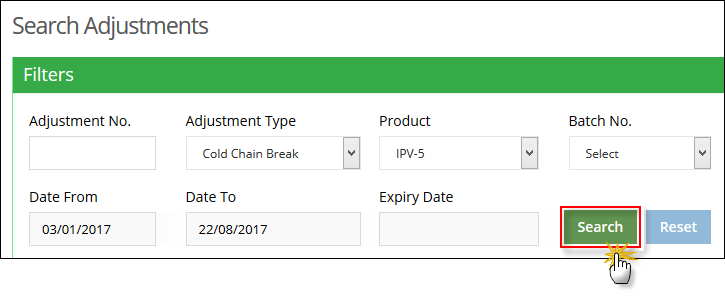 Search Adjustments
Filters
Adjustment No. Adjustment Type Product Batch No.
Cold Chain Break IPV-5 Select
Date From Date To Expiry Date
03/01/2017 22/08/2017 Search Reset